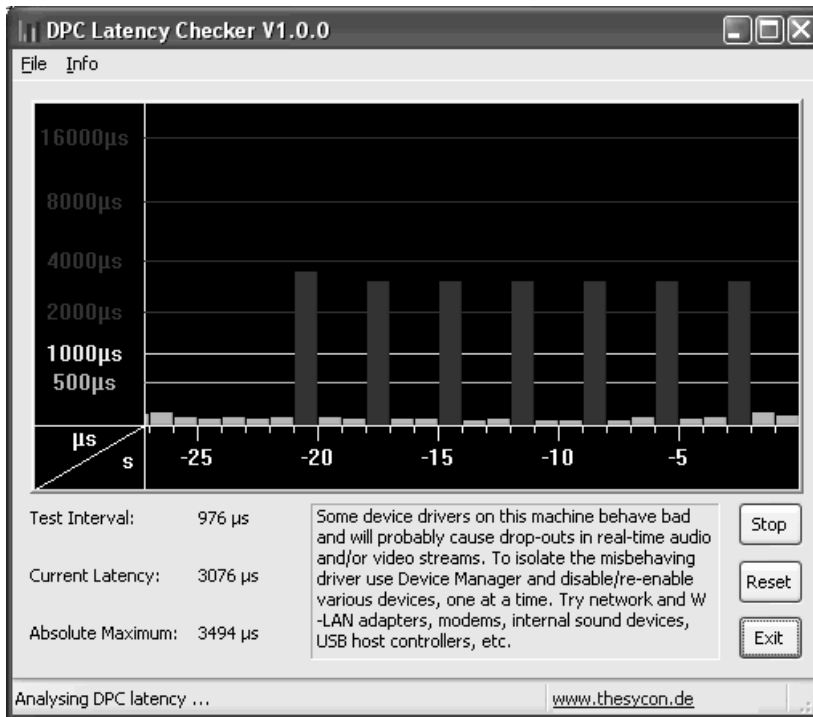 DPC Latency Checker V1.0.0
File Info
16000µs
8000µs
4000µs
2000µs
1000µs
500µs
µs
s
-25 -20 -15 -10 -5
Test Interval: 976 µs
Current Latency: 3076 µs
Absolute Maximum: 3494 µs
Some device drivers on this machine behave bad
and will probably cause drop-outs in real-time audio
and/or video streams. To isolate the misbehaving
driver use Device Manager and disable/re-enable
various devices, one at a time. Try network and W
-LAN adapters, modems, internal sound devices,
USB host controllers, etc.
Stop
Reset
Exit
Analysing DPC latency ... www.thesycon.de